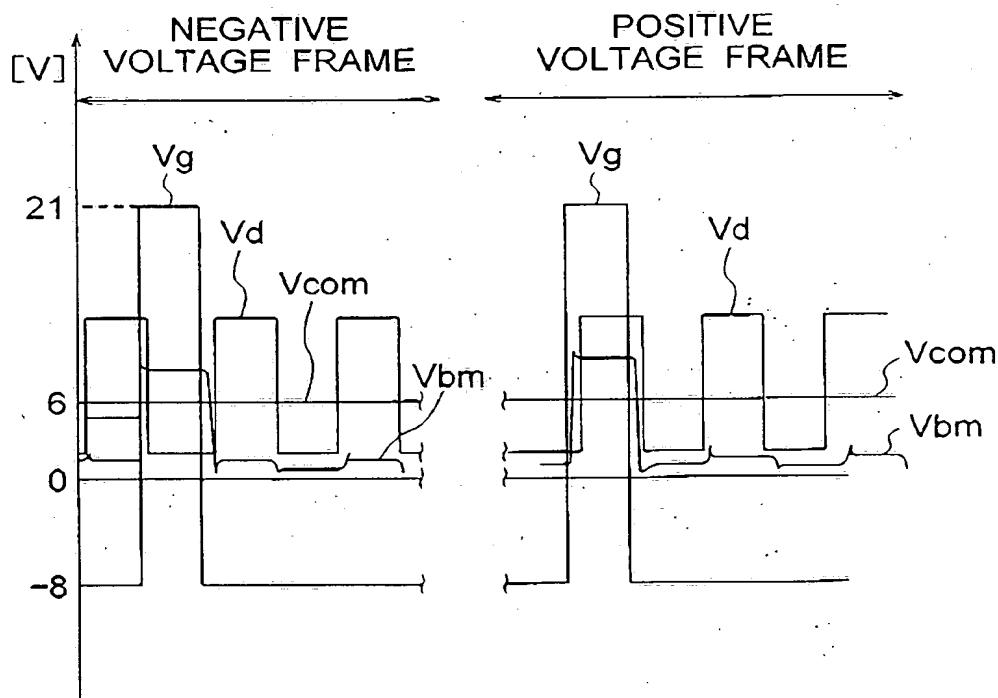 NEGATIVE
VOLTAGE FRAME
POSITIVE
VOLTAGE FRAME
[V]
Vg
Vg
21
Vd
Vd
Vcom
Vcom
Vbm
6
Vbm
0
−8